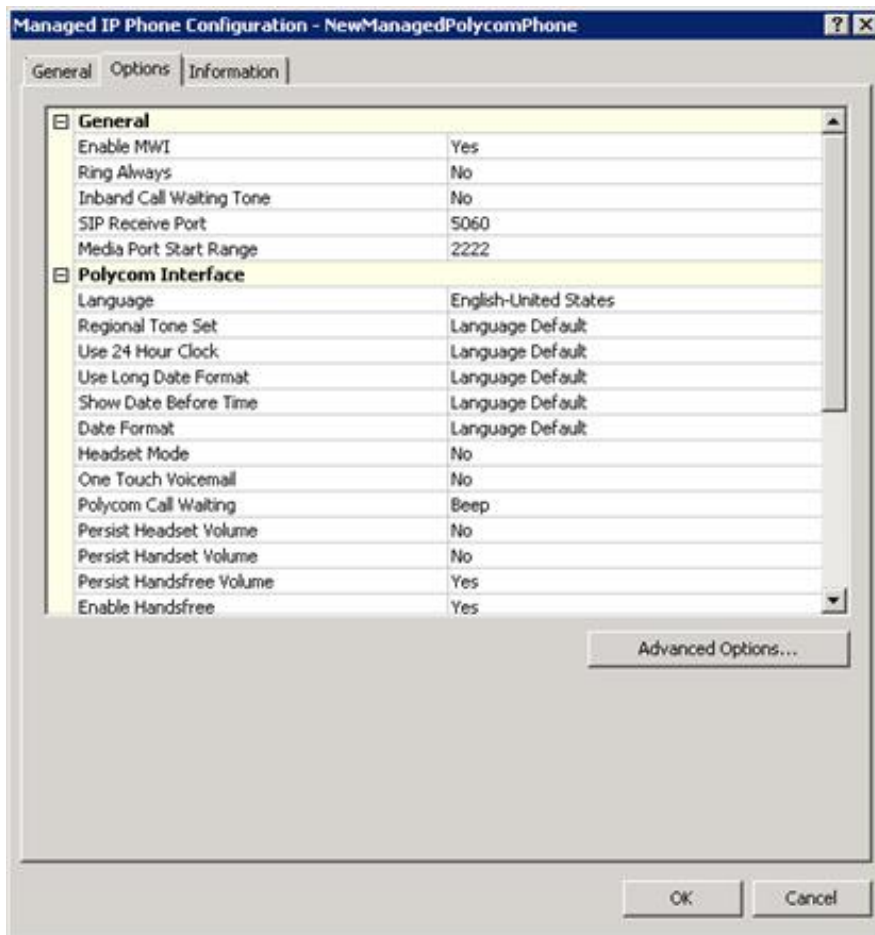 Managed IP Phone Configuration - NewManagedPolycomPhone
General Options Information
General
Enable MWI Yes
Ring Always No
Inband Call Waiting Tone No
SIP Receive Port 5060
Media Port Start Range 2222
Polycom Interface
Language English-United States
Regional Tone Set Language Default
Use 24 Hour Clock Language Default
Use Long Date Format Language Default
Show Date Before Time Language Default
Date Format Language Default
Headset Mode No
One Touch Voicemail No
Polycom Call Waiting Beep
Persist Headset Volume No
Persist Handset Volume No
Persist Handsfree Volume Yes
Enable Handsfree Yes
Advanced Options...
OK Cancel